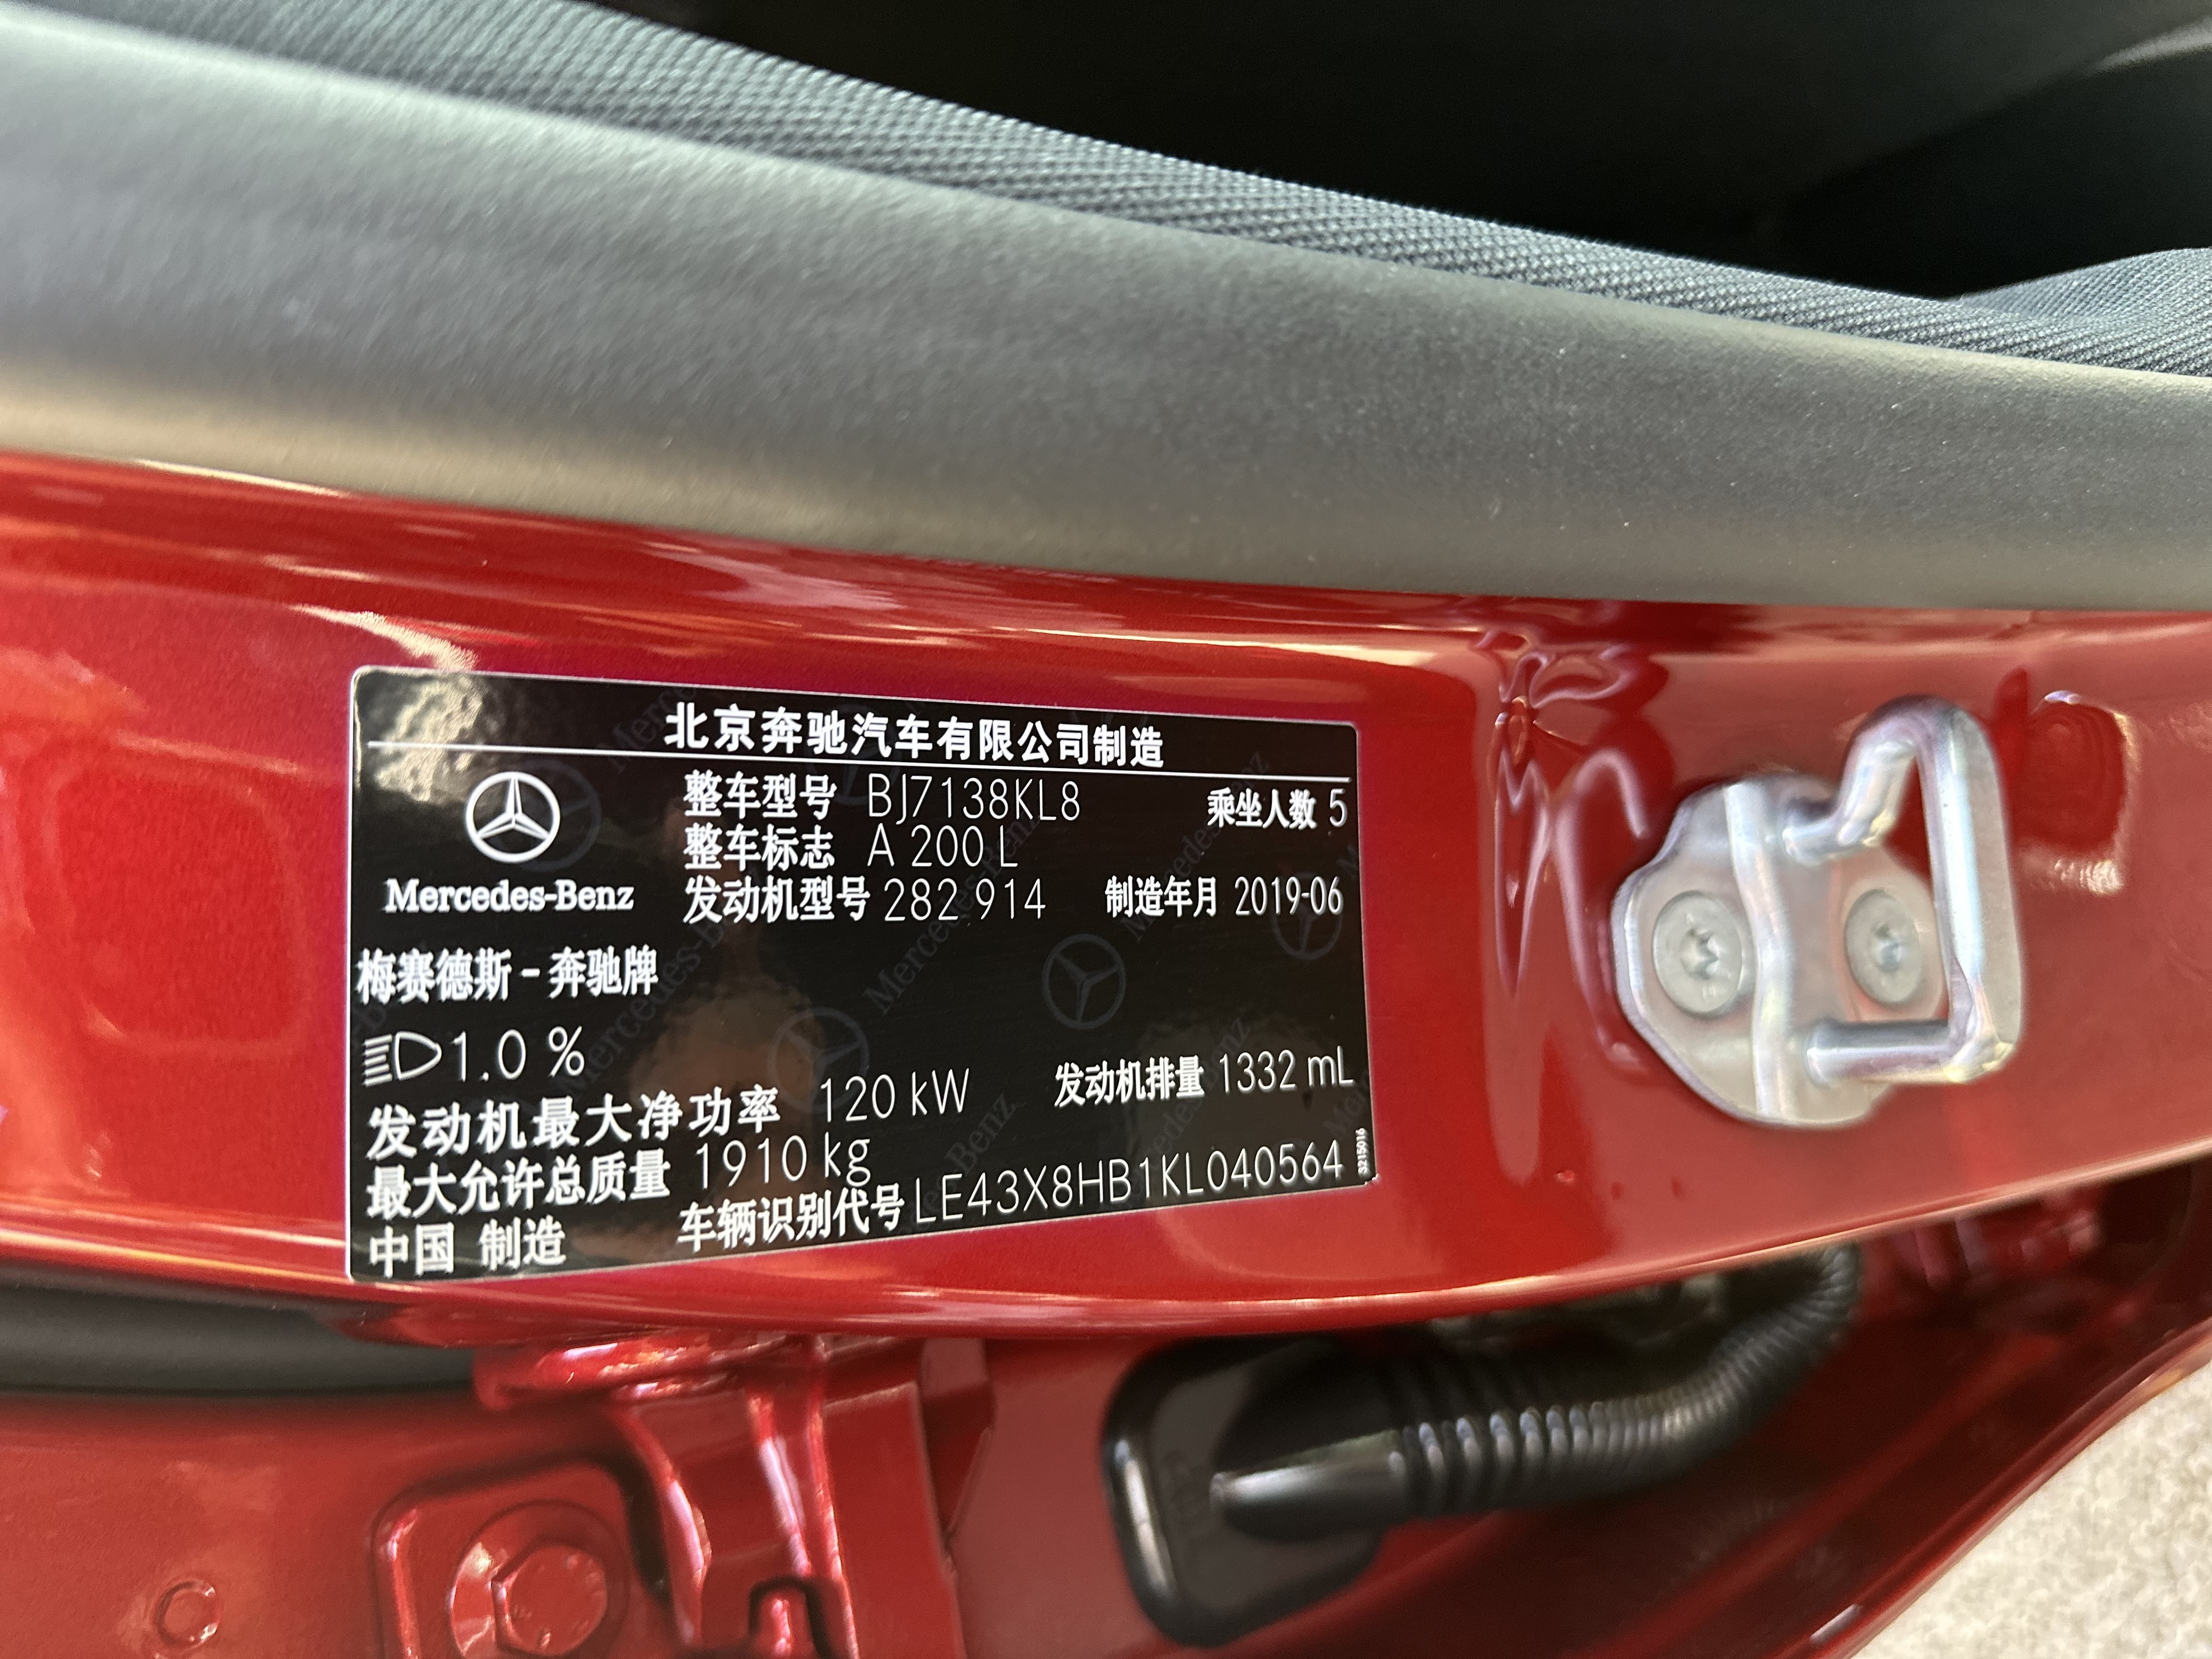 北京奔驰汽车有限公司制造
整车型号 BJ7138KL8 乘坐人数 5
整车标志 A 200 L
Mercedes-Benz
发动机型号 282 914 制造年月 2019-06
梅赛德斯-奔驰牌
1.0 %
发动机最大净功率 120 kW 发动机排量 1332 mL
最大允许总质量 1910 kg
中国 制造 车辆识别代号 LE43X8HB1KL040564
3215016